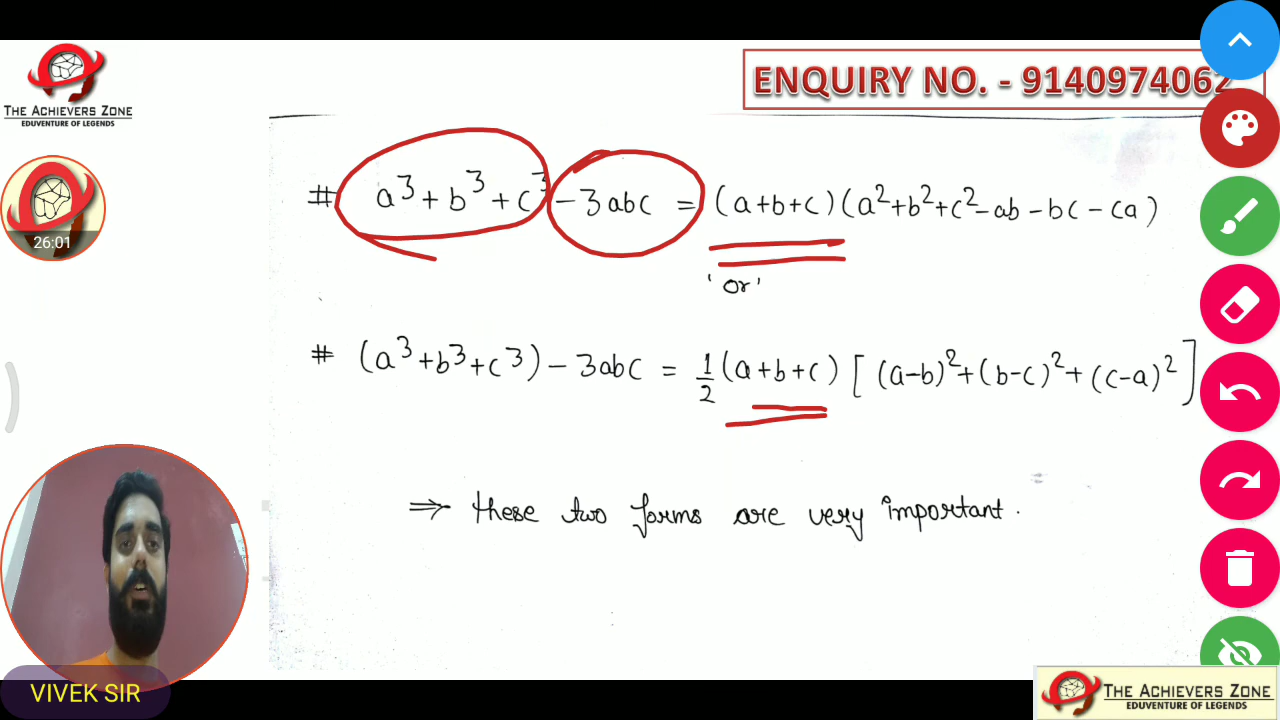 THE ACHIEVERS ZONE
EDUVENTURE OF LEGENDS
ENQUIRY NO. - 9140974062
26:01
# a³ + b³ + c³ - 3abc = (a+b+c) (a²+b²+c²-ab-bc-ca)
'or'
# (a³+b³+c³) - 3abc = 1/2 (a+b+c) [(a-b)²+(b-c)²+(c-a)²]
⇒ these two forms are very important.
VIVEK SIR
THE ACHIEVERS ZONE
EDUVENTURE OF LEGENDS